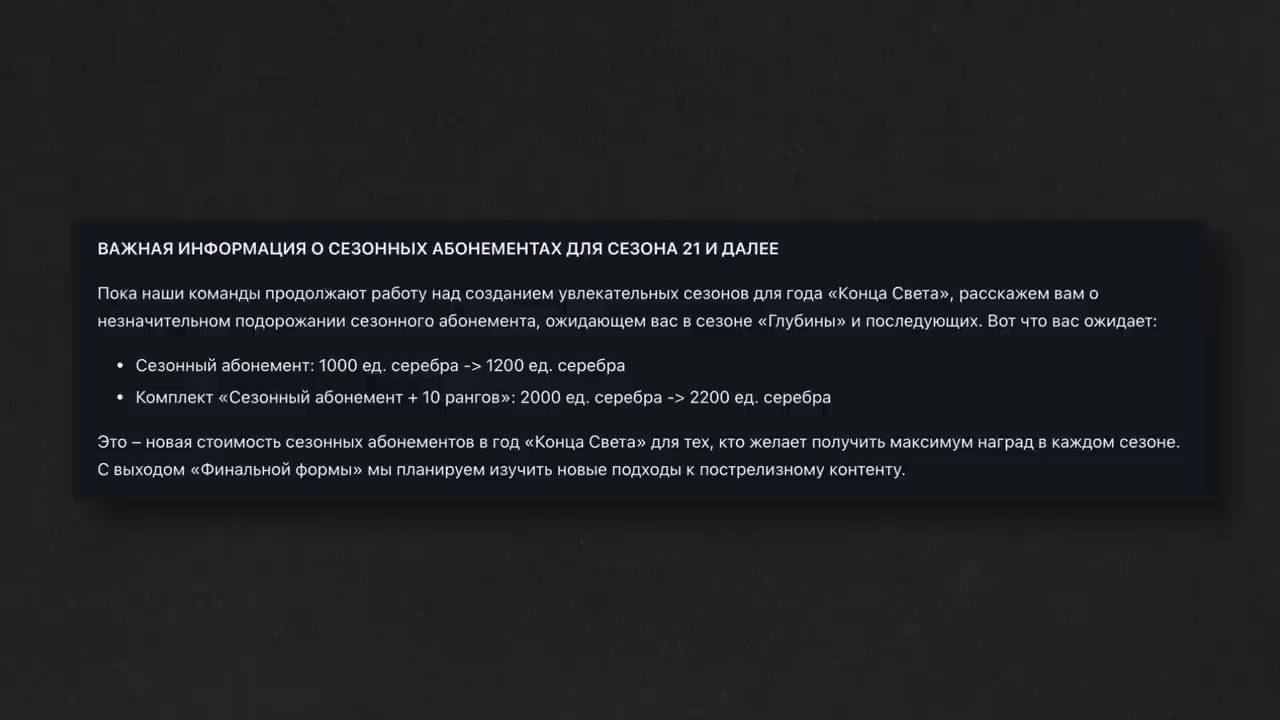 ВАЖНАЯ ИНФОРМАЦИЯ О СЕЗОННЫХ АБОНЕМЕНТАХ ДЛЯ СЕЗОНА 21 И ДАЛЕЕ
Пока наши команды продолжают работу над созданием увлекательных сезонов для года «Конца Света», расскажем вам о
незначительном подорожании сезонного абонемента, ожидающем вас в сезоне «Глубины» и последующих. Вот что вас ожидает:
• Сезонный абонемент: 1000 ед. серебра -> 1200 ед. серебра
• Комплект «Сезонный абонемент + 10 рангов»: 2000 ед. серебра -> 2200 ед. серебра
Это – новая стоимость сезонных абонементов в год «Конца Света» для тех, кто желает получить максимум наград в каждом сезоне.
С выходом «Финальной формы» мы планируем изучить новые подходы к пострелизному контенту.